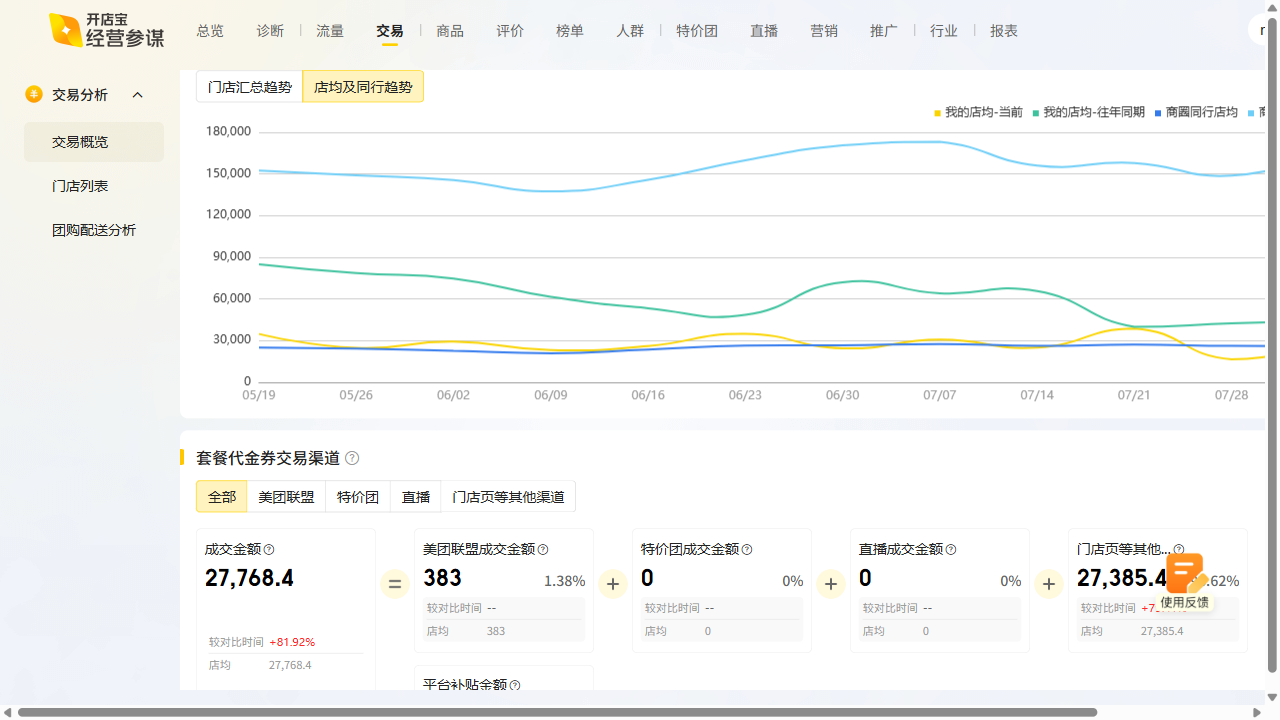 开店宝
经营参谋
总览 诊断 流量 交易 商品 评价 榜单 人群 特价团 直播 营销 推广 行业 报表
交易分析
交易概览
门店列表
团购配送分析
门店汇总趋势 店均及同行趋势
我的店均-当前 我的店均-往年同期 商圈同行店均
180,000
150,000
120,000
90,000
60,000
30,000
0
05/19 05/26 06/02 06/09 06/16 06/23 06/30 07/07 07/14 07/21 07/28
套餐代金券交易渠道
全部 美团联盟 特价团 直播 门店页等其他渠道
成交金额
27,768.4
较对比时间 +81.92%
店均 27,768.4
=
美团联盟成交金额
383 1.38%
较对比时间 --
店均 383
+
特价团成交金额
0 0%
较对比时间 --
店均 0
+
直播成交金额
0 0%
较对比时间 --
店均 0
+
门店页等其他...
27,385.4 .62%
较对比时间
店均 27,385.4
使用反馈
平台补贴金额